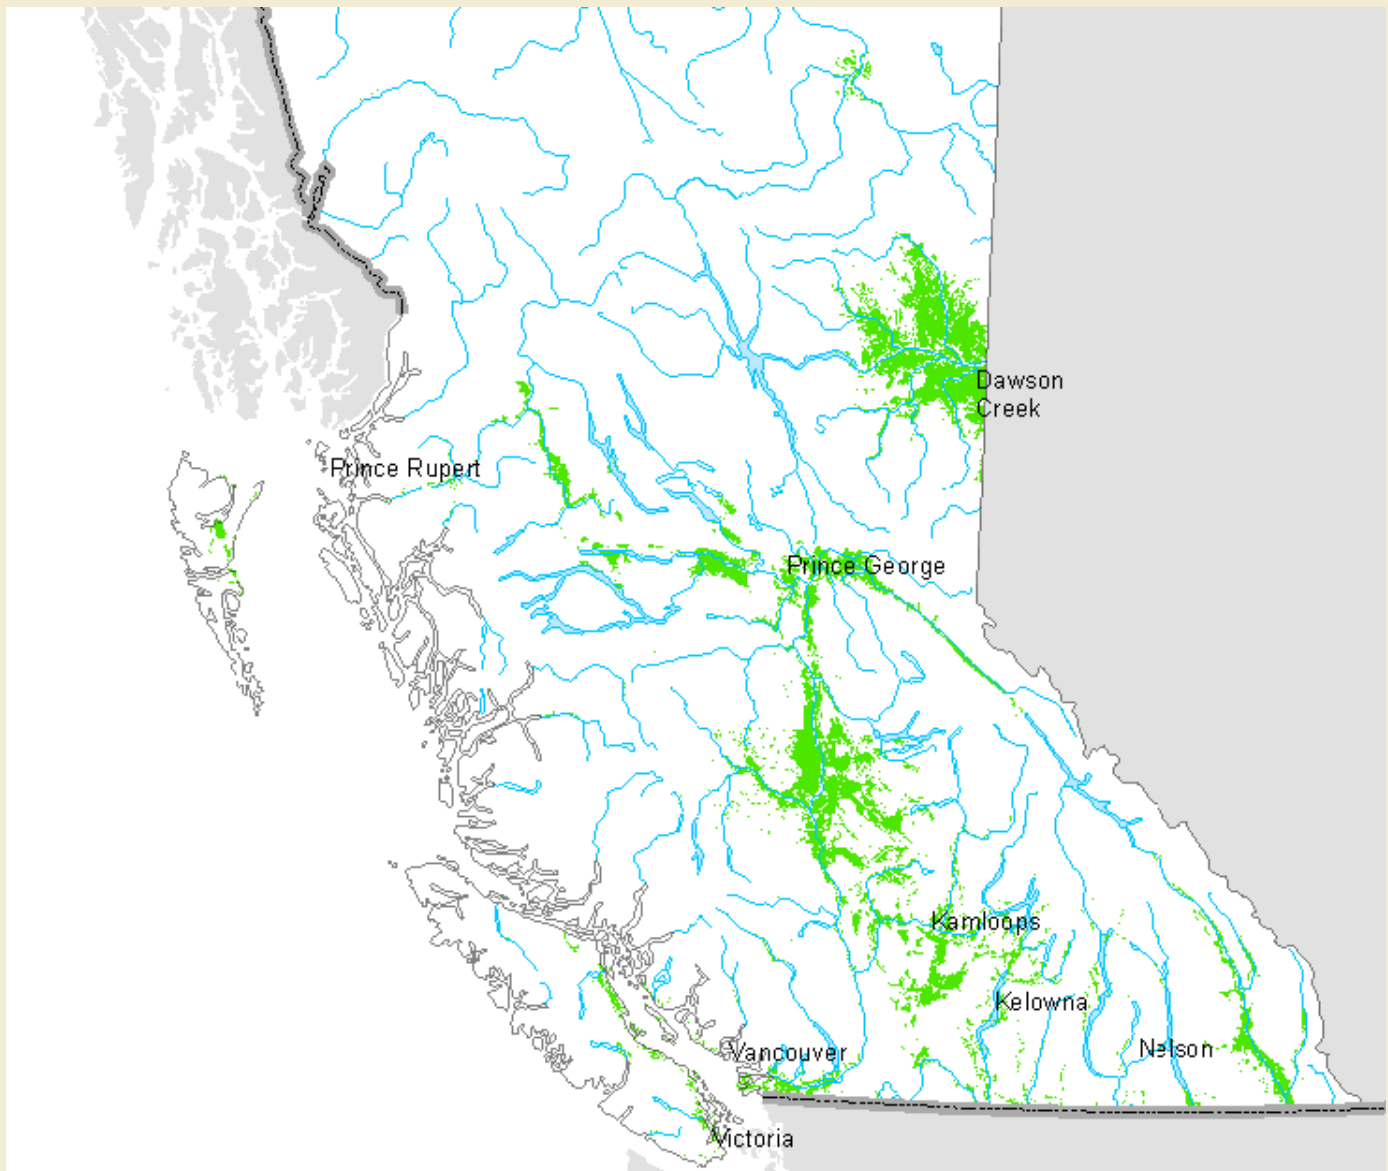 Dawson
Creek
Prince Rupert
Prince George
Kamloops
Kelowna
Nelson
Vancouver
Victoria